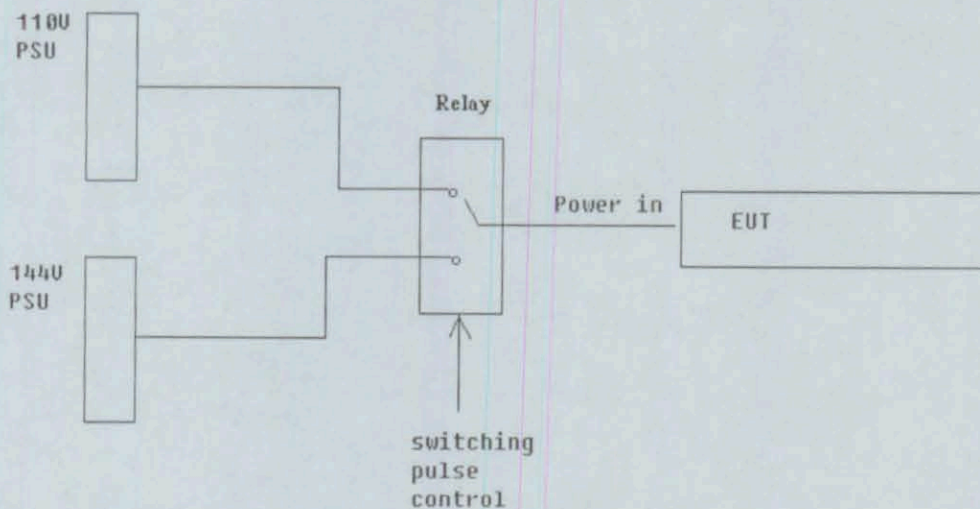 110V
PSU
Relay
Power in
EUT
144V
PSU
switching
pulse
control